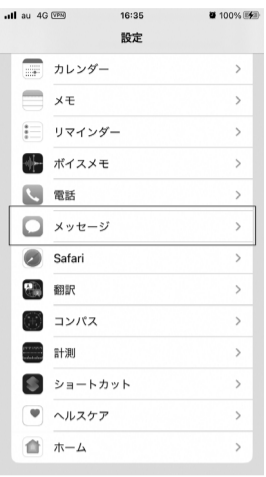 au 4G VPN 16:35 100%
設定
カレンダー
メモ
リマインダー
ボイスメモ
電話
メッセージ
Safari
翻訳
コンパス
計測
ショートカット
ヘルスケア
ホーム